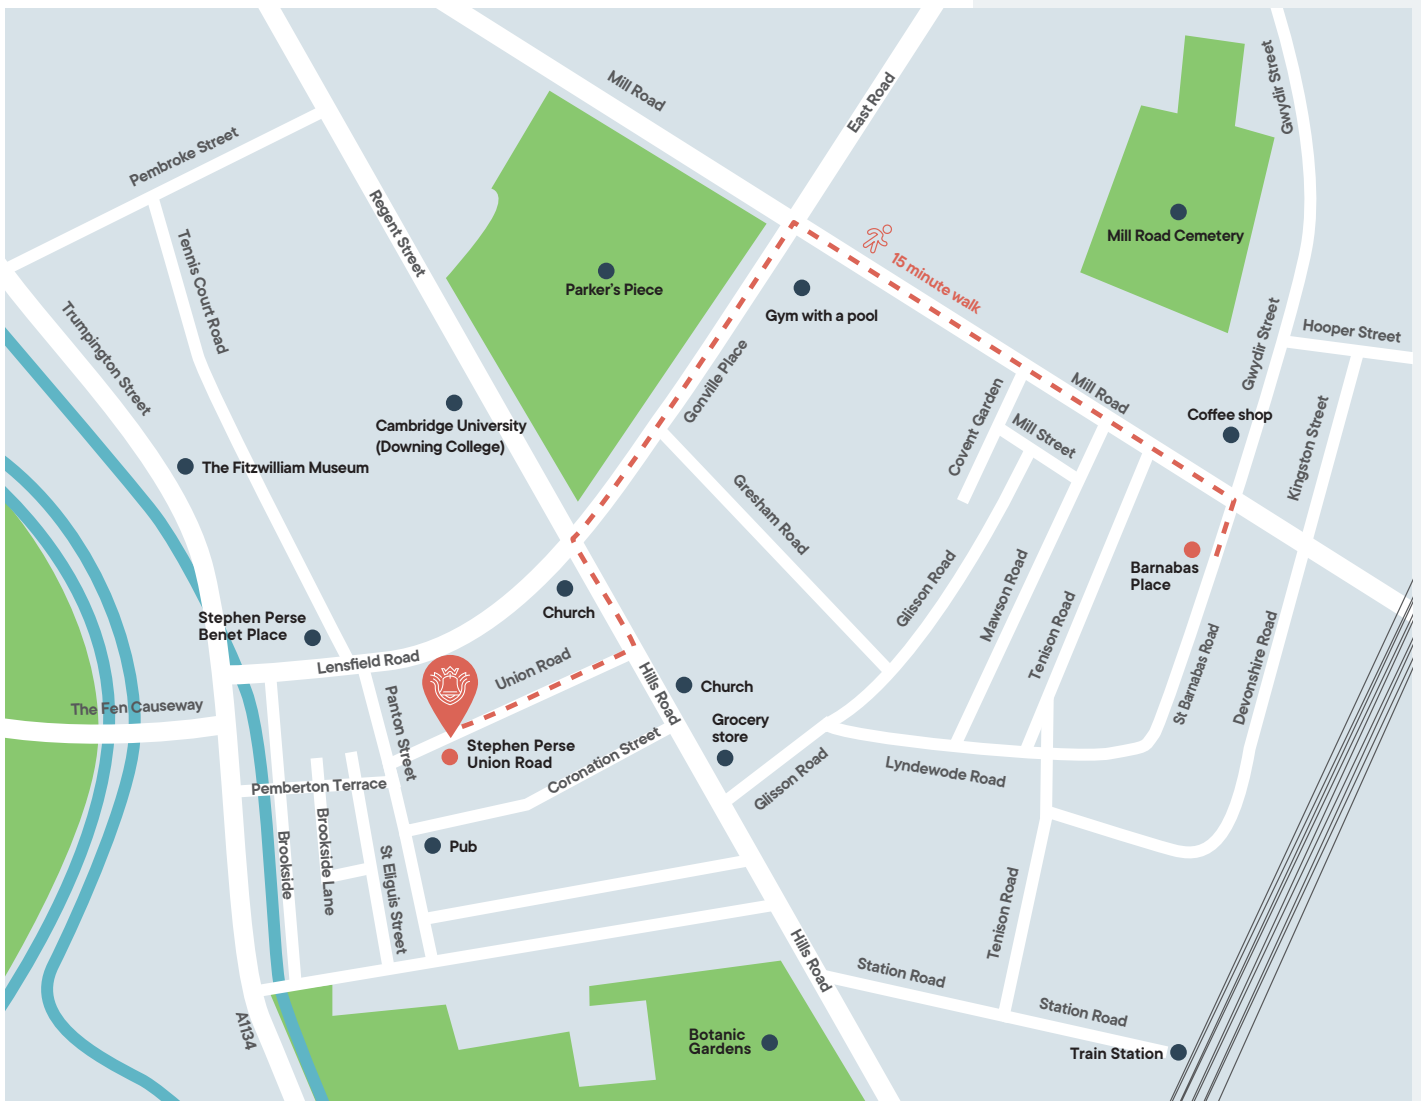 Mill Road
East Road
Gwydir Street
Pembroke Street
Regent Street
Tennis Court Road
Mill Road Cemetery
15 minute walk
Parker's Piece
Gym with a pool
Trumpington Street
Gonville Place
Gwydir Street
Hooper Street
Mill Road
Covent Garden
Mill Street
Coffee shop
Kingston Street
Cambridge University
(Downing College)
The Fitzwilliam Museum
Gresham Road
Glisson Road
Mawson Road
Tenison Road
Barnabas
Place
Church
Stephen Perse
Benet Place
Lensfield Road
Union Road
Hills Road
Church
St Barnabas Road
Devonshire Road
The Fen Causeway
Panton Street
Grocery
store
Stephen Perse
Union Road
Coronation Street
Glisson Road
Lyndewode Road
Pemberton Terrace
Brookside
Brookside Lane
St Eliguis Street
Pub
Tenison Road
Hills Road
Station Road
Station Road
A1134
Botanic
Gardens
Train Station